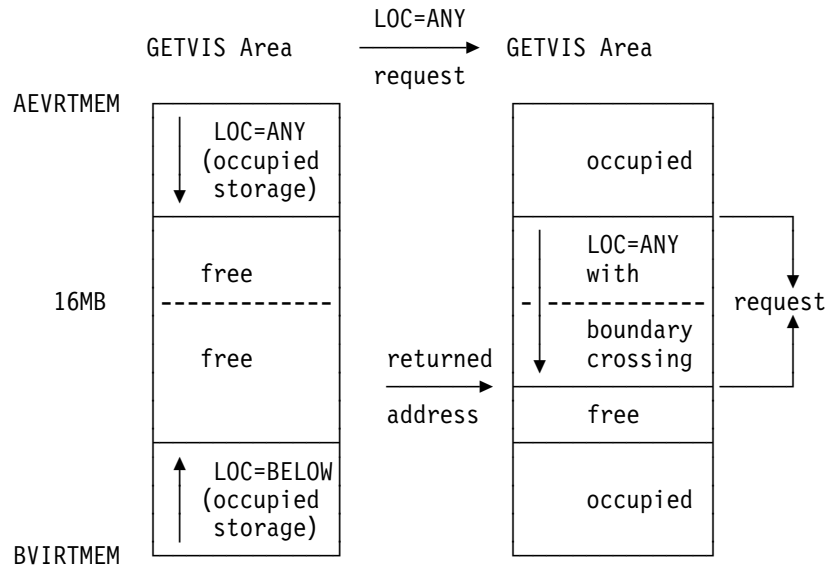 LOC=ANY
GETVIS Area
GETVIS Area
request
AEVRTMEM
LOC=ANY
(occupied
storage)
occupied
free
LOC=ANY
with
16MB
request
free
boundary
crossing
returned
address
free
LOC=BELOW
(occupied
storage)
occupied
BVIRTMEM